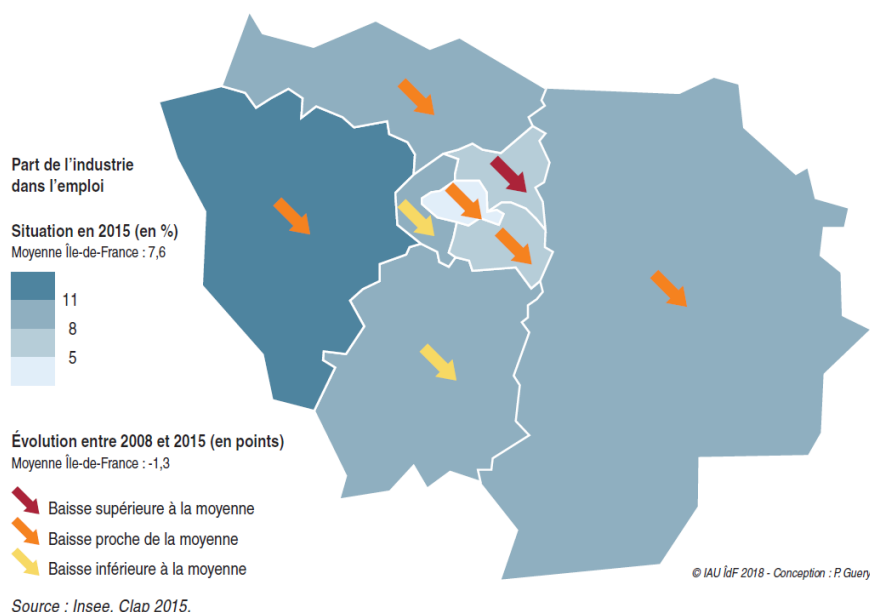 Part de l’industrie
dans l’emploi
Situation en 2015 (en %)
Moyenne Île-de-France : 7,6
11
8
5
Évolution entre 2008 et 2015 (en points)
Moyenne Île-de-France : -1,3
Baisse supérieure à la moyenne
Baisse proche de la moyenne
Baisse inférieure à la moyenne
© IAU ÎdF 2018 - Conception : P. Guery
Source : Insee, Clap 2015.